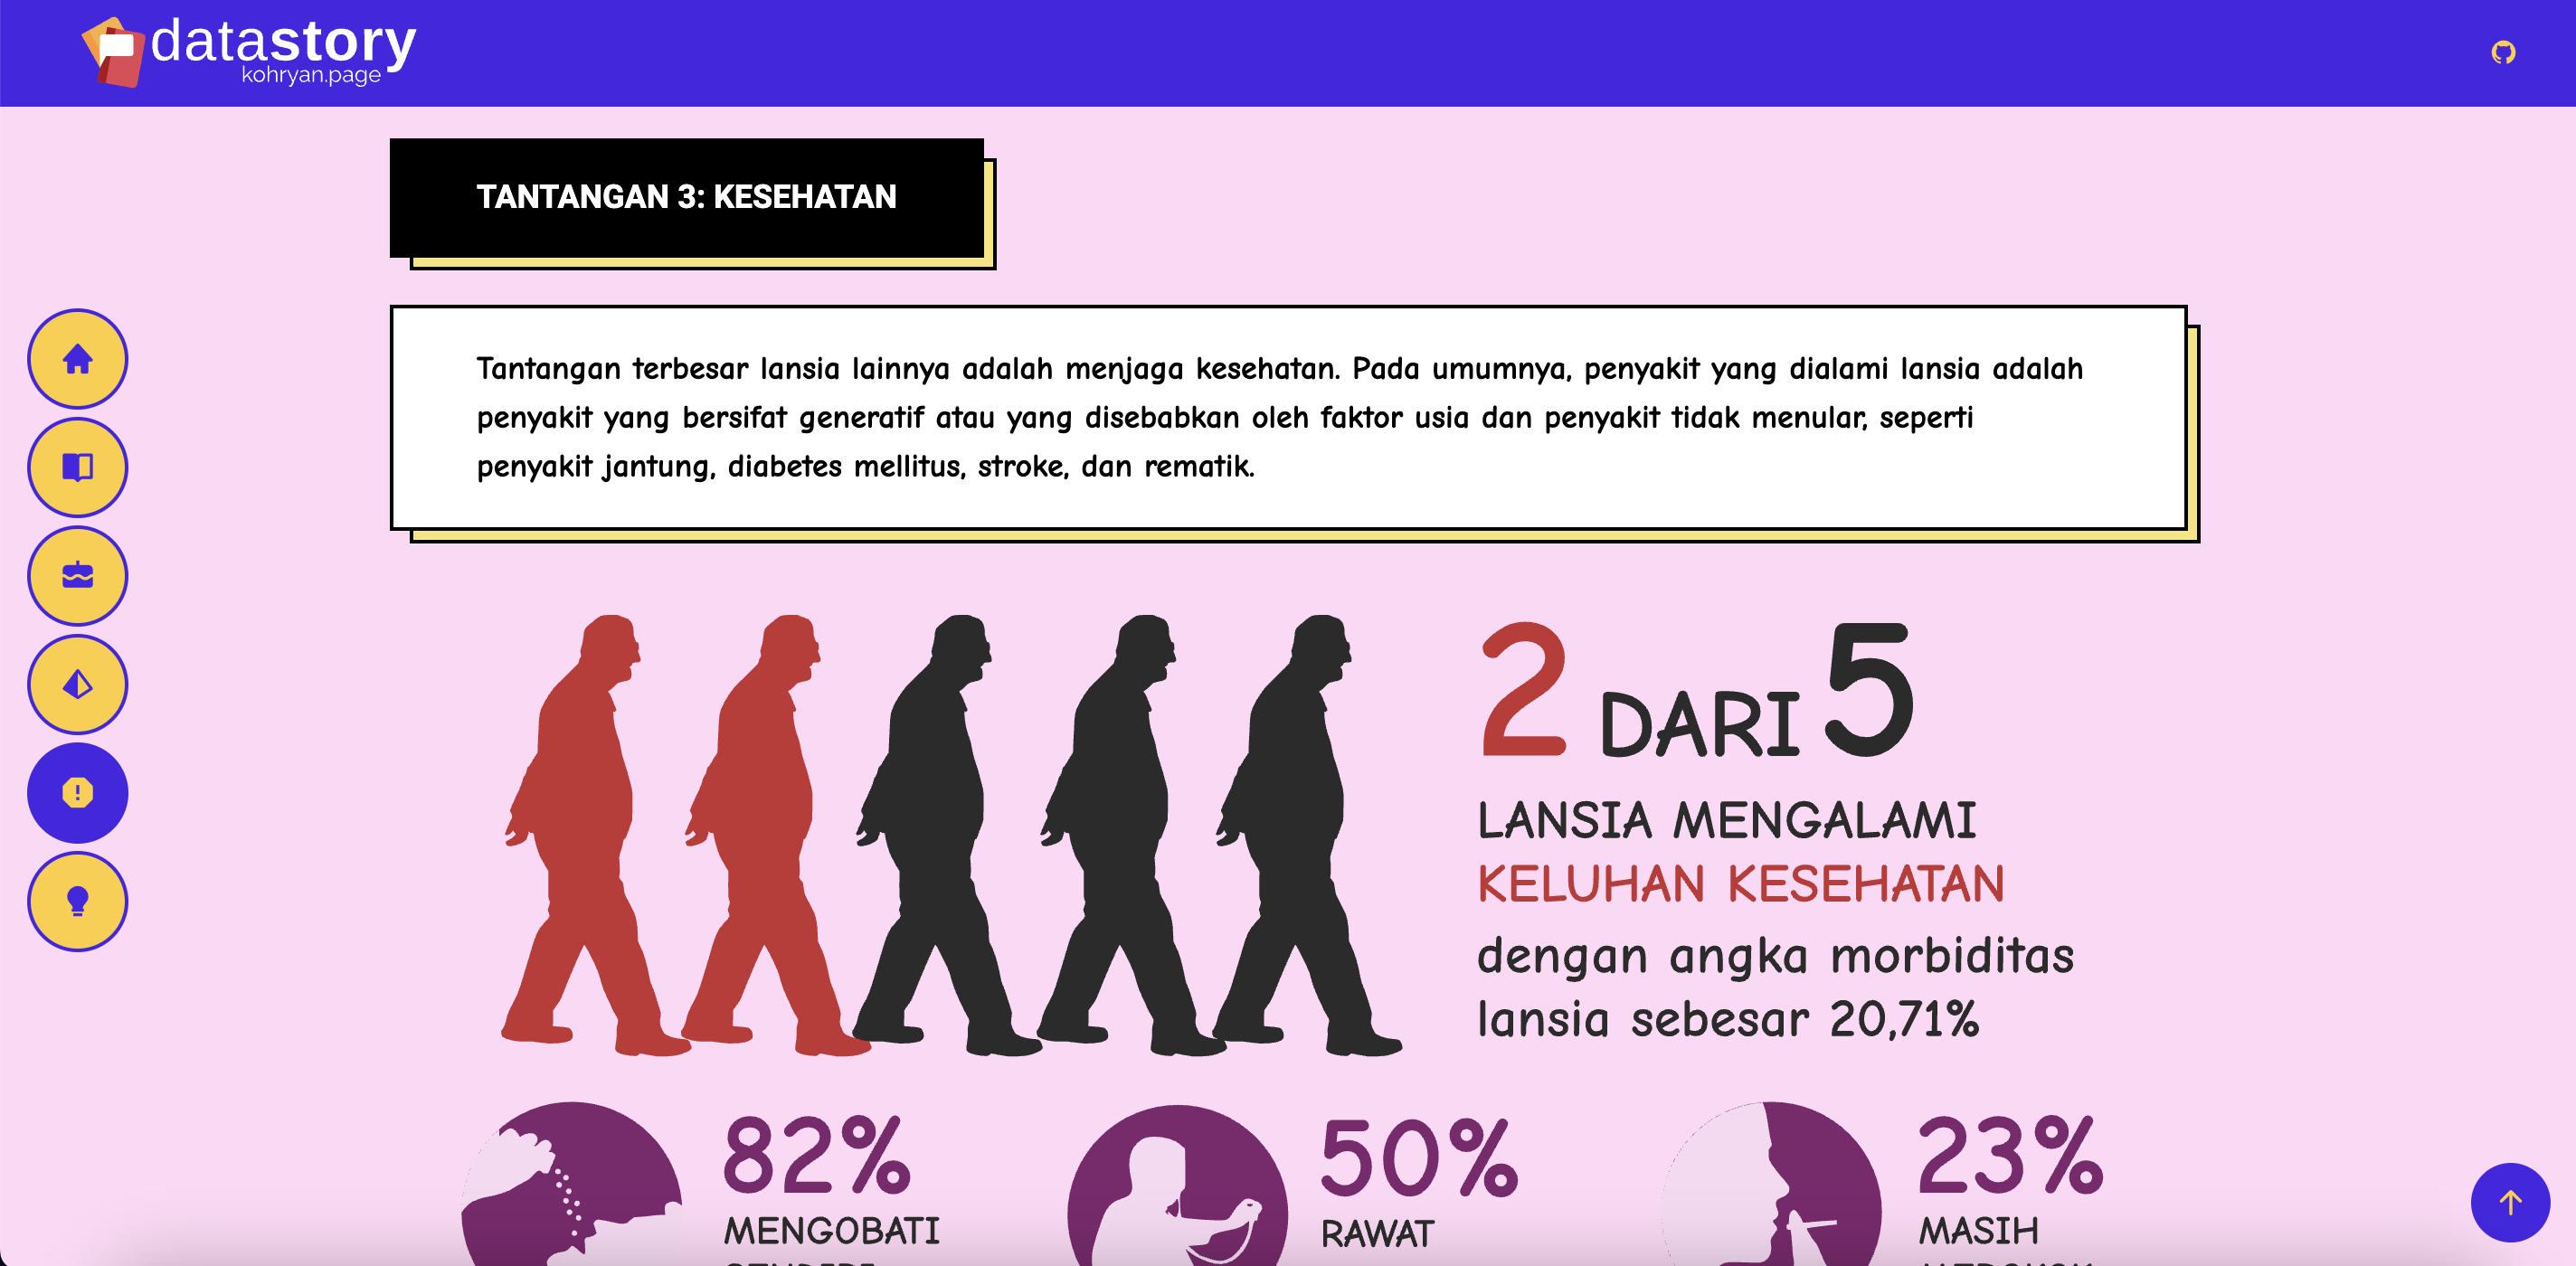 datastory
kohryan.page
TANTANGAN 3: KESEHATAN
Tantangan terbesar lansia lainnya adalah menjaga kesehatan. Pada umumnya, penyakit yang dialami lansia adalah
penyakit yang bersifat generatif atau yang disebabkan oleh faktor usia dan penyakit tidak menular, seperti
penyakit jantung, diabetes mellitus, stroke, dan rematik.
2 DARI 5
LANSIA MENGALAMI
KELUHAN KESEHATAN
dengan angka morbiditas
lansia sebesar 20,71%
82%
MENGOBATI
50%
RAWAT
23%
MASIH